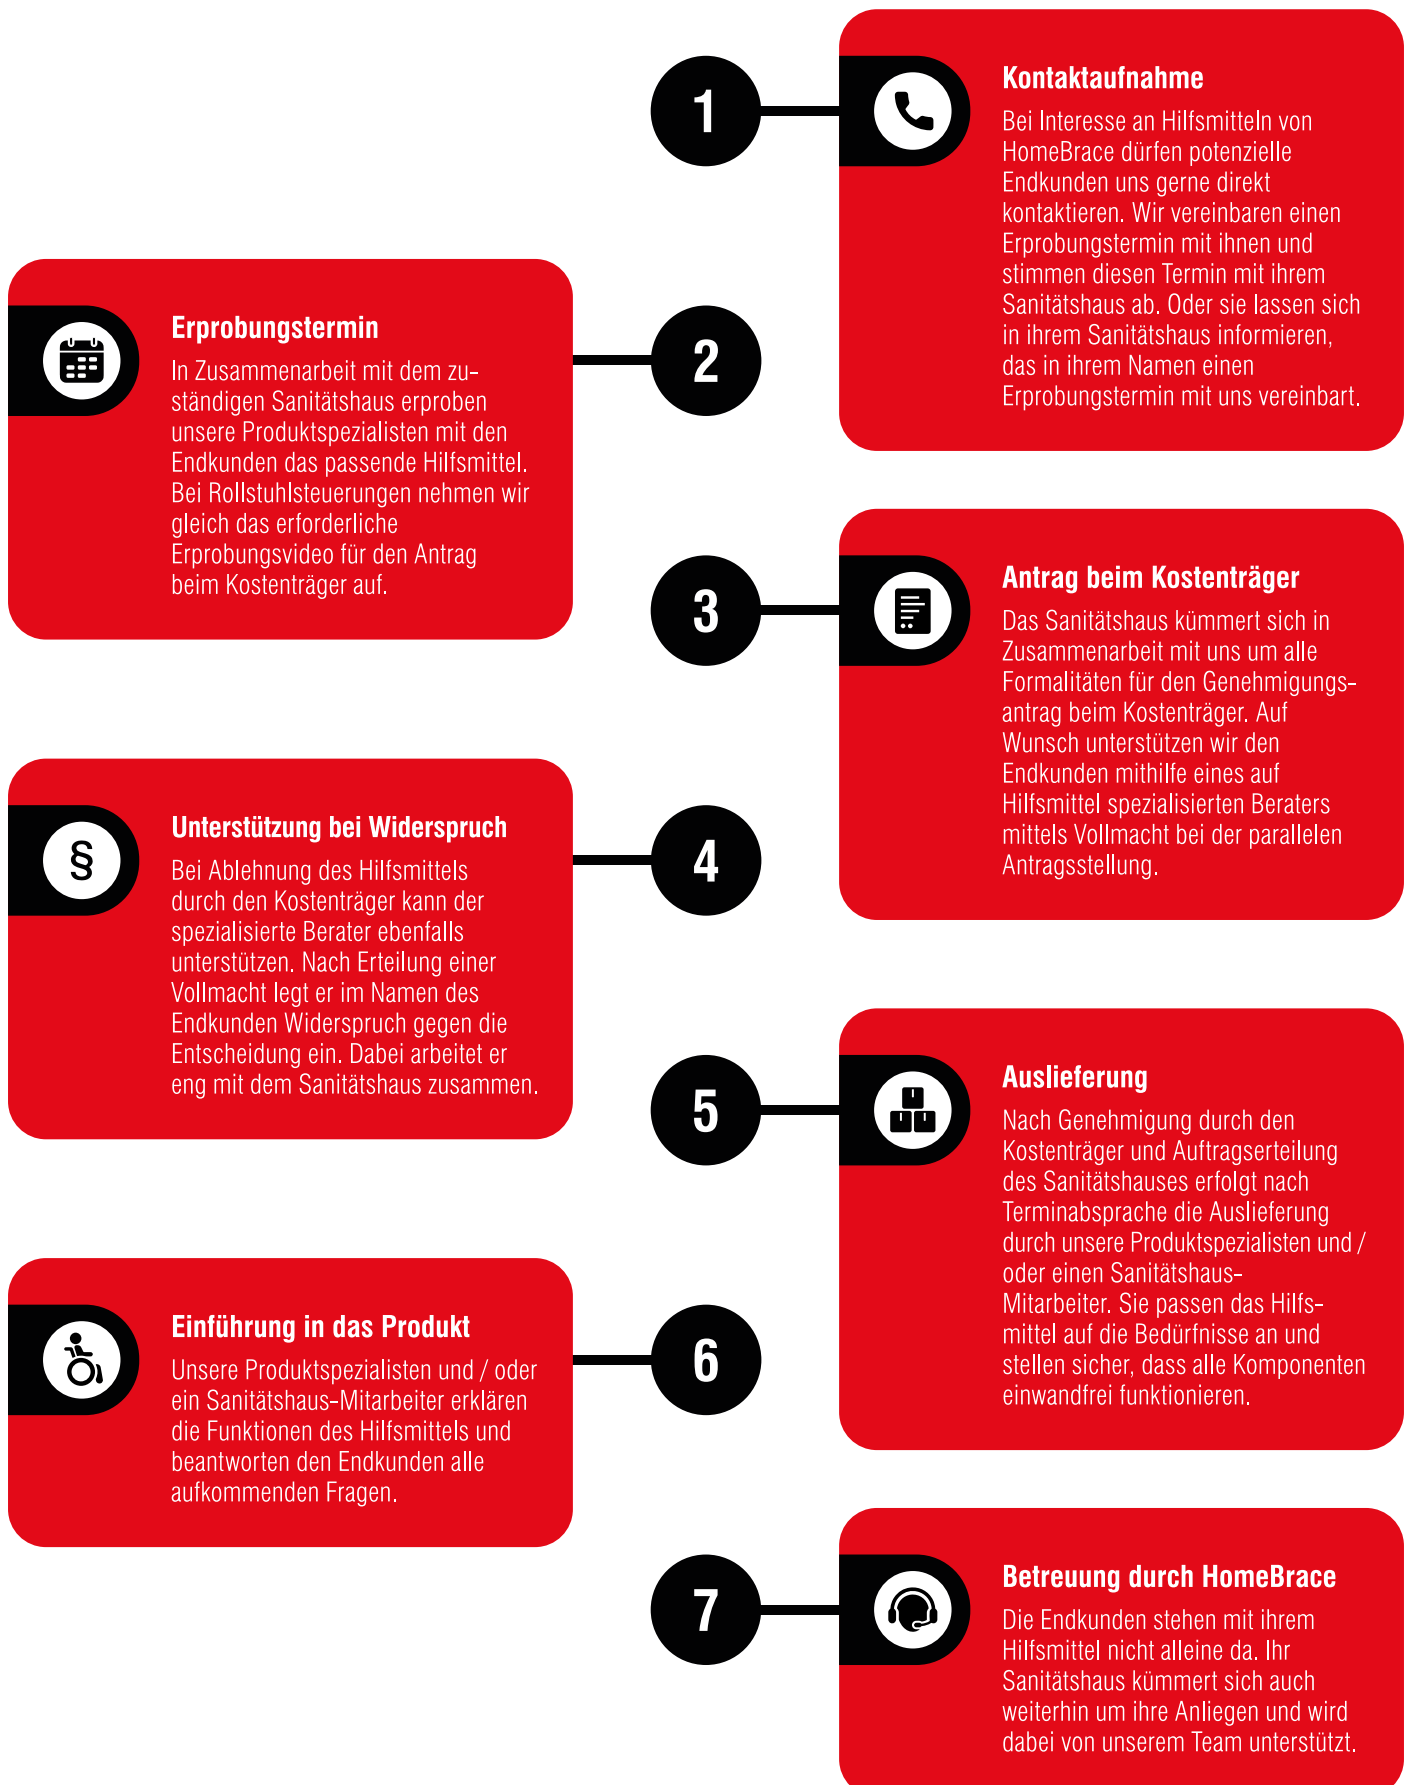 1
Kontaktaufnahme
Bei Interesse an Hilfsmitteln von
HomeBrace dürfen potenzielle
Endkunden uns gerne direkt
kontaktieren. Wir vereinbaren einen
Erprobungstermin mit ihnen und
stimmen diesen Termin mit ihrem
Sanitätshaus ab. Oder sie lassen sich
in ihrem Sanitätshaus informieren,
das in ihrem Namen einen
Erprobungstermin mit uns vereinbart.
2
Erprobungstermin
In Zusammenarbeit mit dem zu-
ständigen Sanitätshaus erproben
unsere Produktspezialisten mit den
Endkunden das passende Hilfsmittel.
Bei Rollstuhlsteuerungen nehmen wir
gleich das erforderliche
Erprobungsvideo für den Antrag
beim Kostenträger auf.
3
Antrag beim Kostenträger
Das Sanitätshaus kümmert sich in
Zusammenarbeit mit uns um alle
Formalitäten für den Genehmigungs-
antrag beim Kostenträger. Auf
Wunsch unterstützen wir den
Endkunden mithilfe eines auf
Hilfsmittel spezialisierten Beraters
mittels Vollmacht bei der parallelen
Antragsstellung.
4
§
Unterstützung bei Widerspruch
Bei Ablehnung des Hilfsmittels
durch den Kostenträger kann der
spezialisierte Berater ebenfalls
unterstützen. Nach Erteilung einer
Vollmacht legt er im Namen des
Endkunden Widerspruch gegen die
Entscheidung ein. Dabei arbeitet er
eng mit dem Sanitätshaus zusammen.
5
Auslieferung
Nach Genehmigung durch den
Kostenträger und Auftragserteilung
des Sanitätshauses erfolgt nach
Terminabsprache die Auslieferung
durch unsere Produktspezialisten und /
oder einen Sanitätshaus-
Mitarbeiter. Sie passen das Hilfs-
mittel auf die Bedürfnisse an und
stellen sicher, dass alle Komponenten
einwandfrei funktionieren.
6
Einführung in das Produkt
Unsere Produktspezialisten und / oder
ein Sanitätshaus-Mitarbeiter erklären
die Funktionen des Hilfsmittels und
beantworten den Endkunden alle
aufkommenden Fragen.
7
Betreuung durch HomeBrace
Die Endkunden stehen mit ihrem
Hilfsmittel nicht alleine da. Ihr
Sanitätshaus kümmert sich auch
weiterhin um ihre Anliegen und wird
dabei von unserem Team unterstützt.